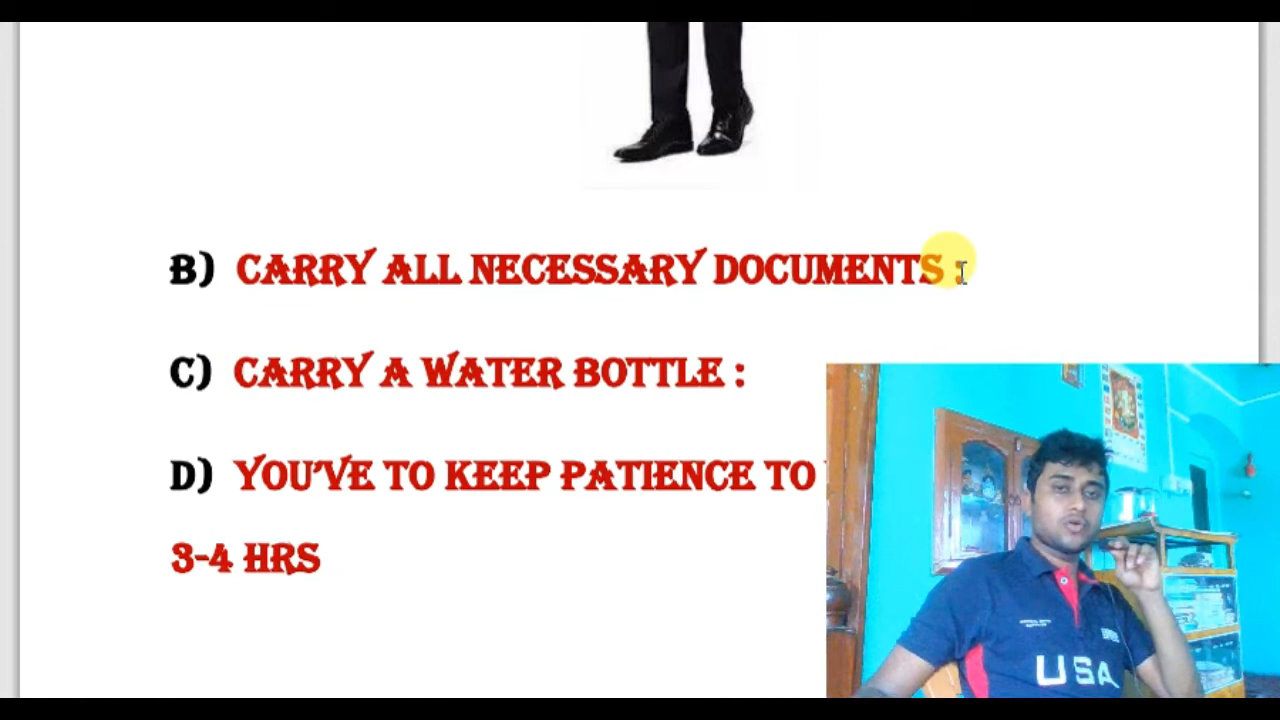 B) CARRY ALL NECESSARY DOCUMENTS :
C) CARRY A WATER BOTTLE :
D) YOU'VE TO KEEP PATIENCE TO
3-4 HRS
USA